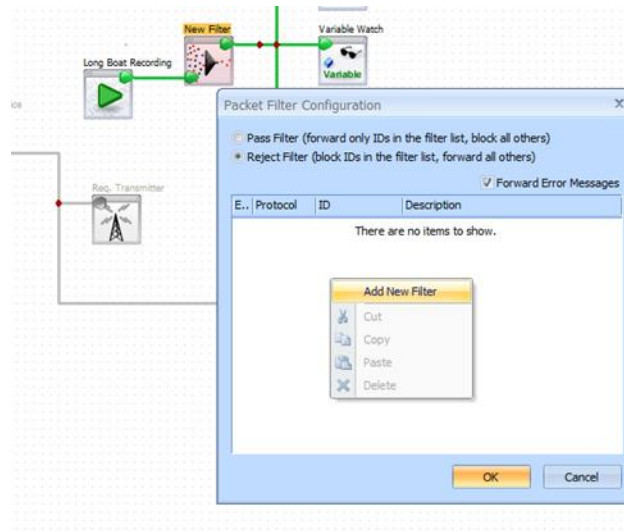 New Filter
Variable Watch
Long Boat Recording
Variable
Packet Filter Configuration
Pass Filter (forward only IDs in the filter list, block all others)
Reject Filter (block IDs in the filter list, forward all others)
Forward Error Messages
E.. Protocol ID Description
There are no items to show.
Req. Transmitter
Add New Filter
Cut
Copy
Paste
Delete
OK Cancel